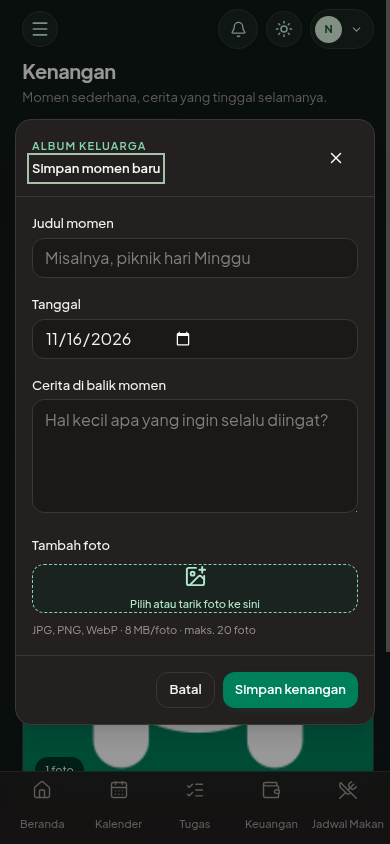 N
Kenangan
Momen sederhana, cerita yang tinggal selamanya.
ALBUM KELUARGA
Simpan momen baru
Judul momen
Misalnya, piknik hari Minggu
Tanggal
11/16/2026
Cerita di balik momen
Hal kecil apa yang ingin selalu diingat?
Tambah foto
Pilih atau tarik foto ke sini
JPG, PNG, WebP · 8 MB/foto · maks. 20 foto
Batal
Simpan kenangan
1 foto
Beranda
Kalender
Tugas
Keuangan
Jadwal Makan